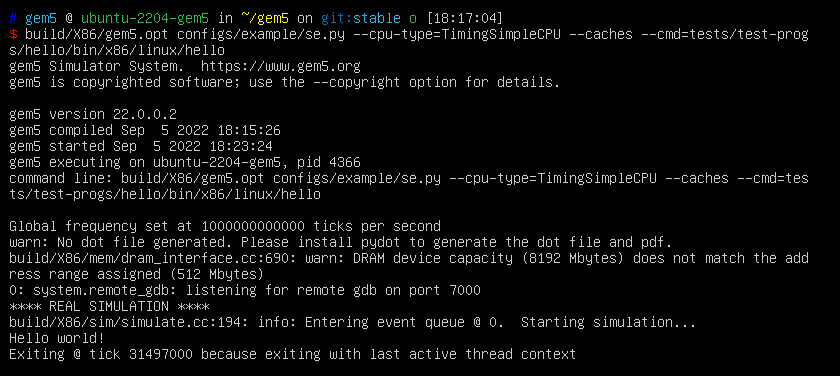 # gem5 @ ubuntu-2204-gem5 in ~/gem5 on git:stable o [18:17:04]
$ build/X86/gem5.opt configs/example/se.py --cpu-type=TimingSimpleCPU --caches --cmd=tests/test-prog
s/hello/bin/x86/linux/hello
gem5 Simulator System.  https://www.gem5.org
gem5 is copyrighted software; use the --copyright option for details.

gem5 version 22.0.0.2
gem5 compiled Sep  5 2022 18:15:26
gem5 started Sep  5 2022 18:23:24
gem5 executing on ubuntu-2204-gem5, pid 4366
command line: build/X86/gem5.opt configs/example/se.py --cpu-type=TimingSimpleCPU --caches --cmd=tes
ts/test-progs/hello/bin/x86/linux/hello

Global frequency set at 1000000000000 ticks per second
warn: No dot file generated. Please install pydot to generate the dot file and pdf.
build/X86/mem/dram_interface.cc:690: warn: DRAM device capacity (8192 Mbytes) does not match the add
ress range assigned (512 Mbytes)
0: system.remote_gdb: listening for remote gdb on port 7000
**** REAL SIMULATION ****
build/X86/sim/simulate.cc:194: info: Entering event queue @ 0.  Starting simulation...
Hello world!
Exiting @ tick 31497000 because exiting with last active thread context